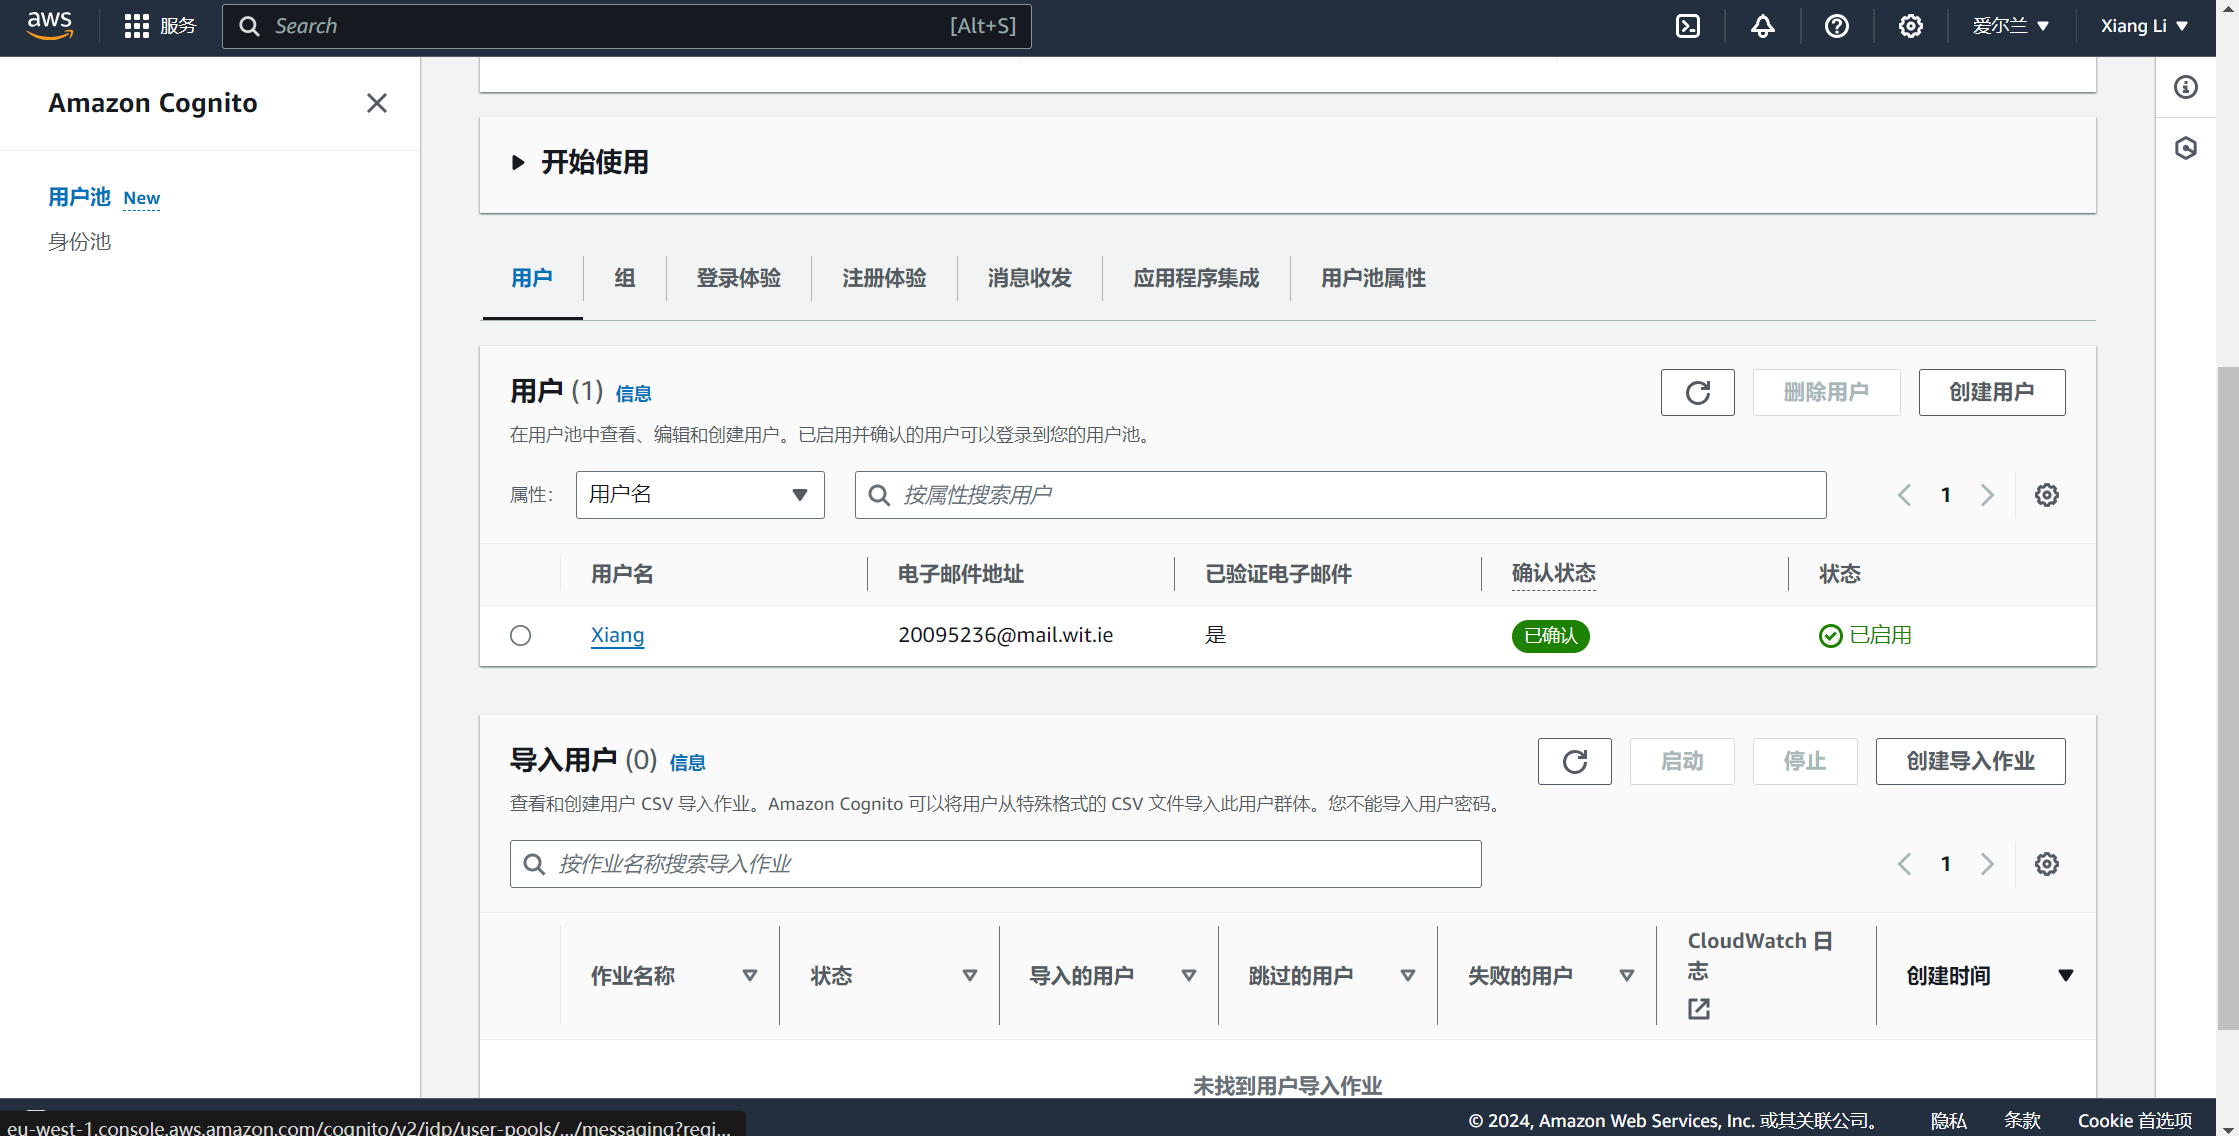 aws
服务
Search
[Alt+S]
爱尔兰
Xiang Li
Amazon Cognito
用户池 New
身份池
开始使用
用户
组
登录体验
注册体验
消息收发
应用程序集成
用户池属性
用户 (1) 信息
删除用户
创建用户
在用户池中查看、编辑和创建用户。已启用并确认的用户可以登录到您的用户池。
属性：
用户名
按属性搜索用户
1
用户名
电子邮件地址
已验证电子邮件
确认状态
状态
Xiang
20095236@mail.wit.ie
是
已确认
已启用
导入用户 (0) 信息
启动
停止
创建导入作业
查看和创建用户 CSV 导入作业。Amazon Cognito 可以将用户从特殊格式的 CSV 文件导入此用户群体。您不能导入用户密码。
按作业名称搜索导入作业
1
作业名称
状态
导入的用户
跳过的用户
失败的用户
CloudWatch 日
志
创建时间
未找到用户导入作业
eu-west-1.console.aws.amazon.com/cognito/v2/idp/user-pools/.../messaging?regi...
© 2024, Amazon Web Services, Inc. 或其关联公司。
隐私
条款
Cookie 首选项